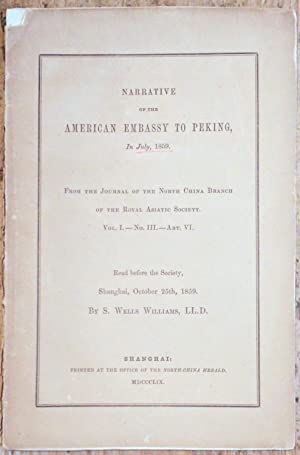 NARRATIVE
OF THE
AMERICAN EMBASSY TO PEKING,
In July, 1859.
FROM THE JOURNAL OF THE NORTH CHINA BRANCH
OF THE ROYAL ASIATIC SOCIETY.
VOL. I.—NO. III.—ART. VI.
Read before the Society,
Shanghai, October 25th, 1859.
BY S. WELLS WILLIAMS, LL.D.
SHANGHAI:
PRINTED AT THE OFFICE OF THE NORTH-CHINA HERALD.
MDCCCLIX.